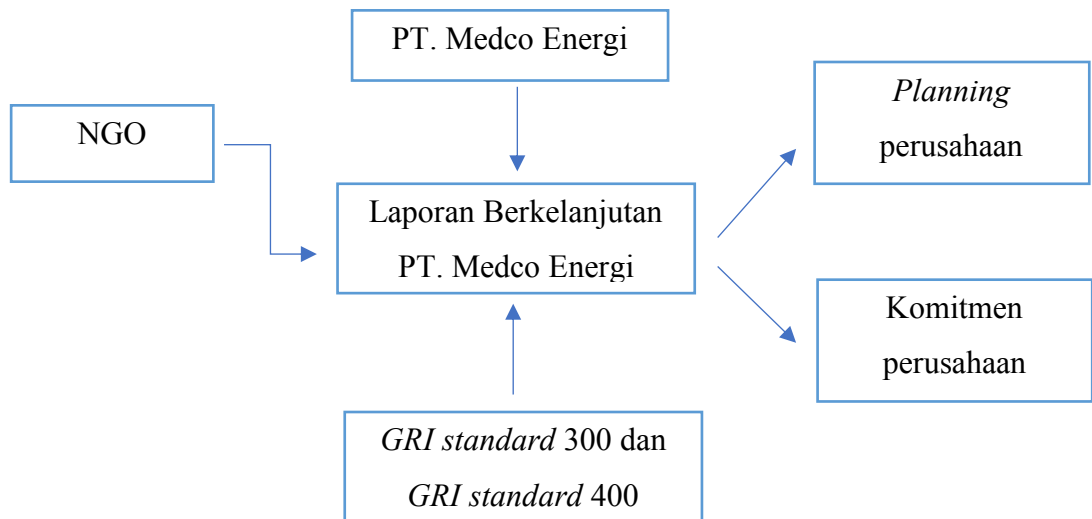 PT. Medco Energi
Planning
perusahaan
NGO
Laporan Berkelanjutan
PT. Medco Energi
Komitmen
perusahaan
GRI standard 300 dan
GRI standard 400